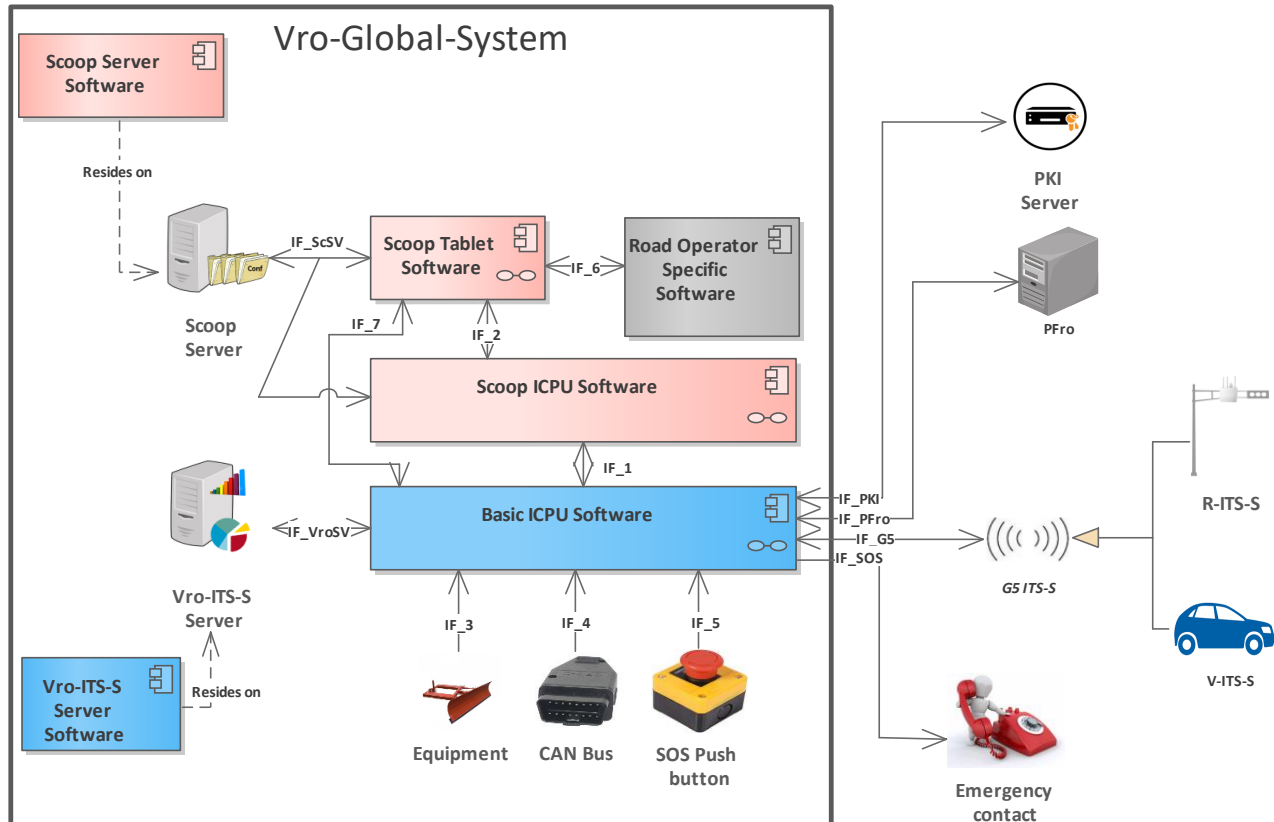 Vro-Global-System
Scoop Server
Software
Resides on
PKI
Server
IF_ScSV
Conf
Scoop
Server
Scoop Tablet
Software
IF_6
Road Operator
Specific
Software
PFro
IF_7
IF_2
Scoop ICPU Software
IF_1
R-ITS-S
Basic ICPU Software
IF_VroSV
IF_PKI
IF_PFro
IF_G5
IF_SOS
G5 ITS-S
Vro-ITS-S
Server
IF_3
IF_4
IF_5
V-ITS-S
Vro-ITS-S
Server
Software
Resides on
Equipment
CAN Bus
SOS Push
button
Emergency
contact